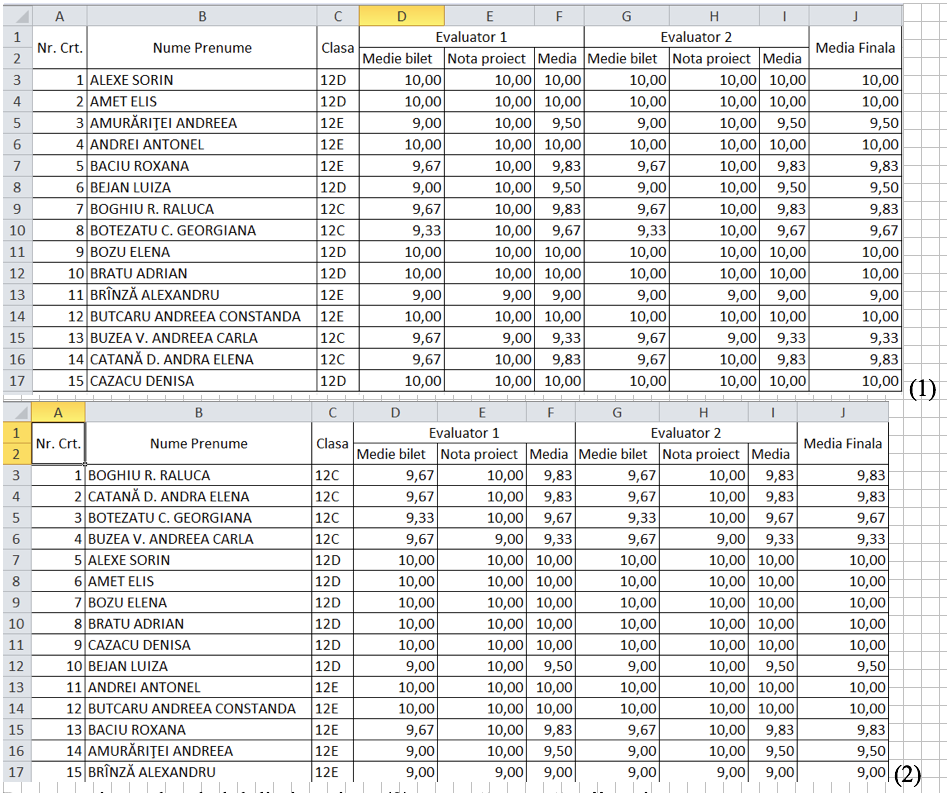 A B C D E F G H I J
1 Nr. Crt. Nume Prenume Clasa Evaluator 1 Evaluator 2 Media Finala
2 Medie bilet Nota proiect Media Medie bilet Nota proiect Media
3 1 ALEXE SORIN 12D 10,00 10,00 10,00 10,00 10,00 10,00 10,00
4 2 AMET ELIS 12D 10,00 10,00 10,00 10,00 10,00 10,00 10,00
5 3 AMURĂRIŢEI ANDREEA 12E 9,00 10,00 9,50 9,00 10,00 9,50 9,50
6 4 ANDREI ANTONEL 12E 10,00 10,00 10,00 10,00 10,00 10,00 10,00
7 5 BACIU ROXANA 12E 9,67 10,00 9,83 9,67 10,00 9,83 9,83
8 6 BEJAN LUIZA 12D 9,00 10,00 9,50 9,00 10,00 9,50 9,50
9 7 BOGHIU R. RALUCA 12C 9,67 10,00 9,83 9,67 10,00 9,83 9,83
10 8 BOTEZATU C. GEORGIANA 12C 9,33 10,00 9,67 9,33 10,00 9,67 9,67
11 9 BOZU ELENA 12D 10,00 10,00 10,00 10,00 10,00 10,00 10,00
12 10 BRATU ADRIAN 12D 10,00 10,00 10,00 10,00 10,00 10,00 10,00
13 11 BRÎNZĂ ALEXANDRU 12E 9,00 9,00 9,00 9,00 9,00 9,00 9,00
14 12 BUTCARU ANDREEA CONSTANDA 12E 10,00 10,00 10,00 10,00 10,00 10,00 10,00
15 13 BUZEA V. ANDREEA CARLA 12C 9,67 9,00 9,33 9,67 9,00 9,33 9,33
16 14 CATANĂ D. ANDRA ELENA 12C 9,67 10,00 9,83 9,67 10,00 9,83 9,83
17 15 CAZACU DENISA 12D 10,00 10,00 10,00 10,00 10,00 10,00 10,00
(1)
A B C D E F G H I J
1 Nr. Crt. Nume Prenume Clasa Evaluator 1 Evaluator 2 Media Finala
2 Medie bilet Nota proiect Media Medie bilet Nota proiect Media
3 1 BOGHIU R. RALUCA 12C 9,67 10,00 9,83 9,67 10,00 9,83 9,83
4 2 CATANĂ D. ANDRA ELENA 12C 9,67 10,00 9,83 9,67 10,00 9,83 9,83
5 3 BOTEZATU C. GEORGIANA 12C 9,33 10,00 9,67 9,33 10,00 9,67 9,67
6 4 BUZEA V. ANDREEA CARLA 12C 9,67 9,00 9,33 9,67 9,00 9,33 9,33
7 5 ALEXE SORIN 12D 10,00 10,00 10,00 10,00 10,00 10,00 10,00
8 6 AMET ELIS 12D 10,00 10,00 10,00 10,00 10,00 10,00 10,00
9 7 BOZU ELENA 12D 10,00 10,00 10,00 10,00 10,00 10,00 10,00
10 8 BRATU ADRIAN 12D 10,00 10,00 10,00 10,00 10,00 10,00 10,00
11 9 CAZACU DENISA 12D 10,00 10,00 10,00 10,00 10,00 10,00 10,00
12 10 BEJAN LUIZA 12D 9,00 10,00 9,50 9,00 10,00 9,50 9,50
13 11 ANDREI ANTONEL 12E 10,00 10,00 10,00 10,00 10,00 10,00 10,00
14 12 BUTCARU ANDREEA CONSTANDA 12E 10,00 10,00 10,00 10,00 10,00 10,00 10,00
15 13 BACIU ROXANA 12E 9,67 10,00 9,83 9,67 10,00 9,83 9,83
16 14 AMURĂRIŢEI ANDREEA 12E 9,00 10,00 9,50 9,00 10,00 9,50 9,50
17 15 BRÎNZĂ ALEXANDRU 12E 9,00 9,00 9,00 9,00 9,00 9,00 9,00
(2)